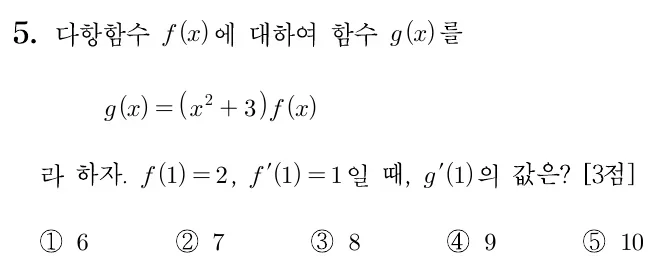 5. 다항함수 f(x)에 대하여 함수 g(x)를
g(x) = (x² + 3)f(x)
라 하자. f(1) = 2, f′(1) = 1일 때, g′(1)의 값은? [3점]
① 6 ② 7 ③ 8 ④ 9 ⑤ 10